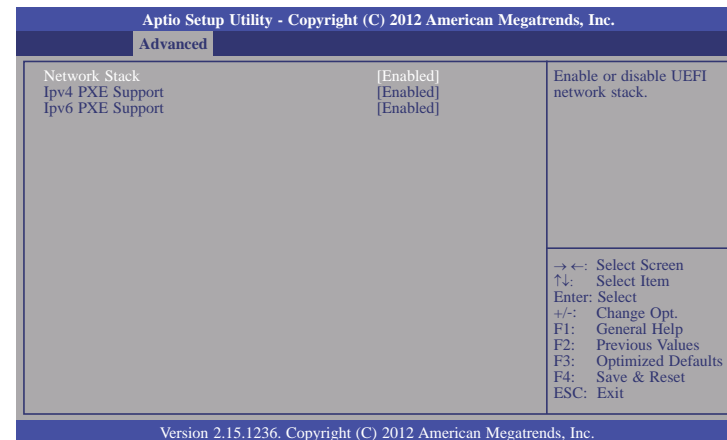 Aptio Setup Utility - Copyright (C) 2012 American Megatrends, Inc.
Advanced
Network Stack [Enabled]
Ipv4 PXE Support [Enabled]
Ipv6 PXE Support [Enabled]
Enable or disable UEFI
network stack.
→←: Select Screen
↑↓: Select Item
Enter: Select
+/-: Change Opt.
F1: General Help
F2: Previous Values
F3: Optimized Defaults
F4: Save & Reset
ESC: Exit
Version 2.15.1236. Copyright (C) 2012 American Megatrends, Inc.